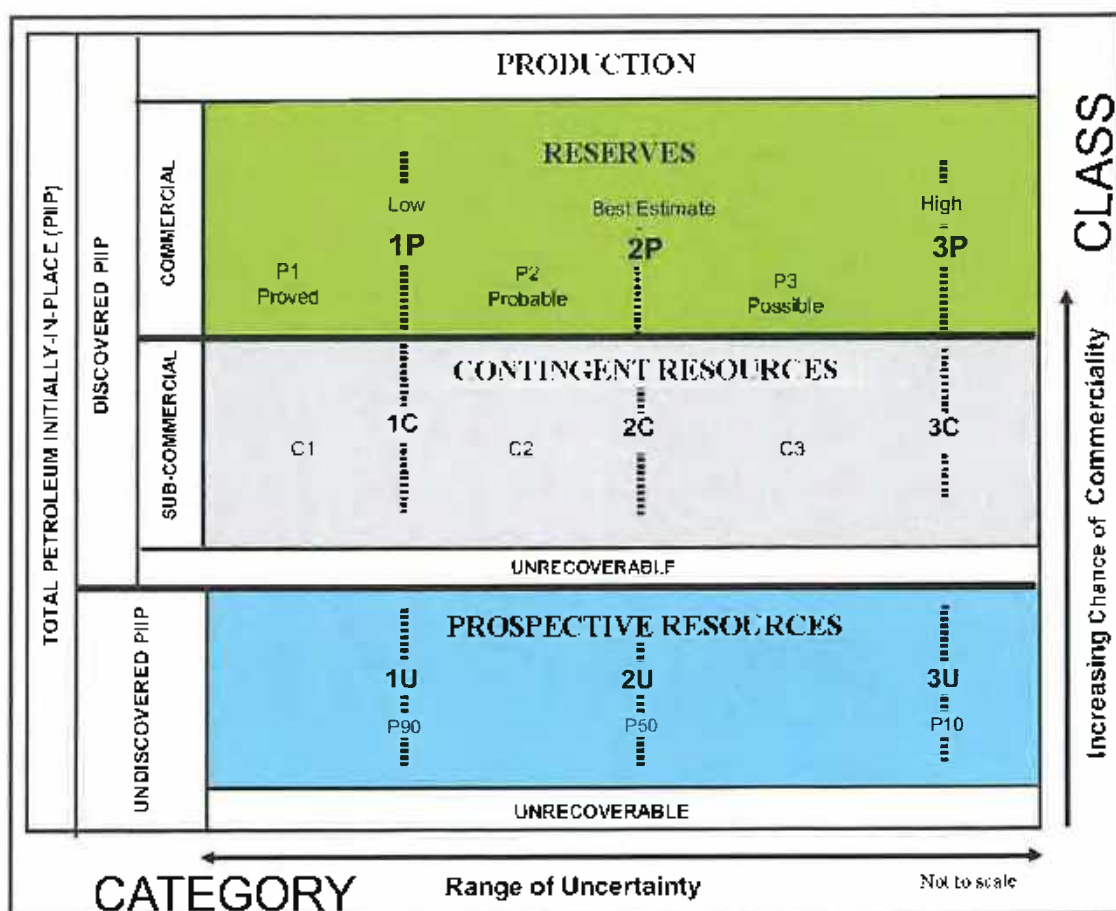 PRODUCTION
RESERVES
Low
Best Estimate
High
1P
2P
3P
P1
Proved
P2
Probable
P3
Possible
CONTINGENT RESOURCES
1C
2C
3C
C1
C2
C3
UNRECOVERABLE
PROSPECTIVE RESOURCES
1U
2U
3U
P90
P50
P10
UNRECOVERABLE
TOTAL PETROLEUM INITIALLY-IN-PLACE (PIIP)
DISCOVERED PIIP
UNDISCOVERED PIIP
COMMERCIAL
SUB-COMMERCIAL
CLASS
Increasing Chance of Commerciality
CATEGORY
Range of Uncertainty
Not to scale